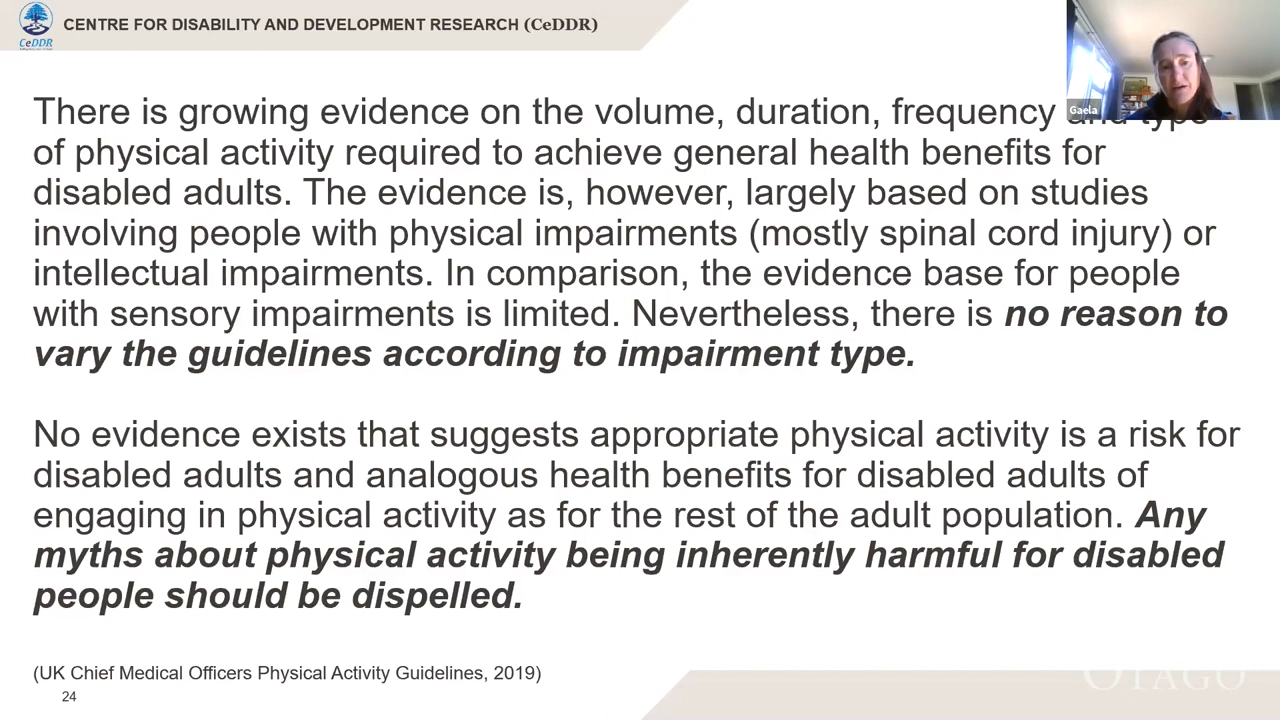 CENTRE FOR DISABILITY AND DEVELOPMENT RESEARCH (CeDDR)
CeDDR
Gaela
There is growing evidence on the volume, duration, frequency and type
of physical activity required to achieve general health benefits for
disabled adults. The evidence is, however, largely based on studies
involving people with physical impairments (mostly spinal cord injury) or
intellectual impairments. In comparison, the evidence base for people
with sensory impairments is limited. Nevertheless, there is no reason to
vary the guidelines according to impairment type.
No evidence exists that suggests appropriate physical activity is a risk for
disabled adults and analogous health benefits for disabled adults of
engaging in physical activity as for the rest of the adult population. Any
myths about physical activity being inherently harmful for disabled
people should be dispelled.
(UK Chief Medical Officers Physical Activity Guidelines, 2019)
24
OTAGO